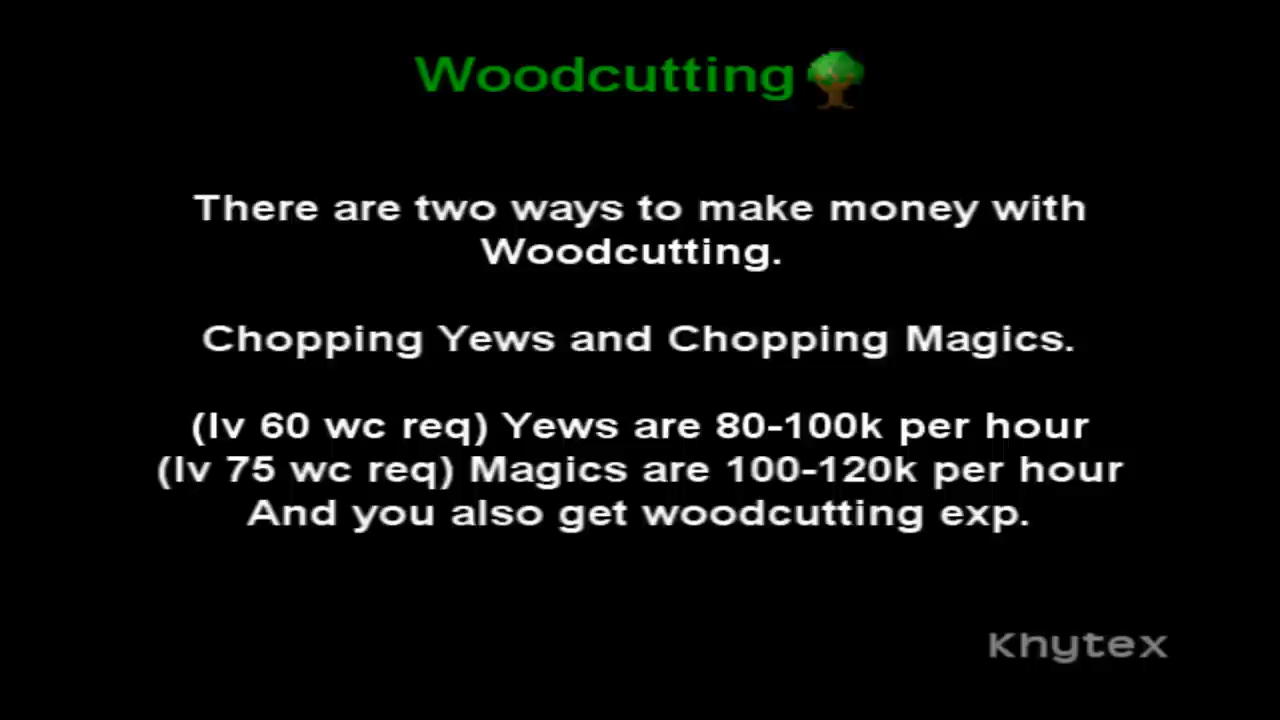 Woodcutting
There are two ways to make money with
Woodcutting.
Chopping Yews and Chopping Magics.
(lv 60 wc req) Yews are 80-100k per hour
(lv 75 wc req) Magics are 100-120k per hour
And you also get woodcutting exp.
Khytex